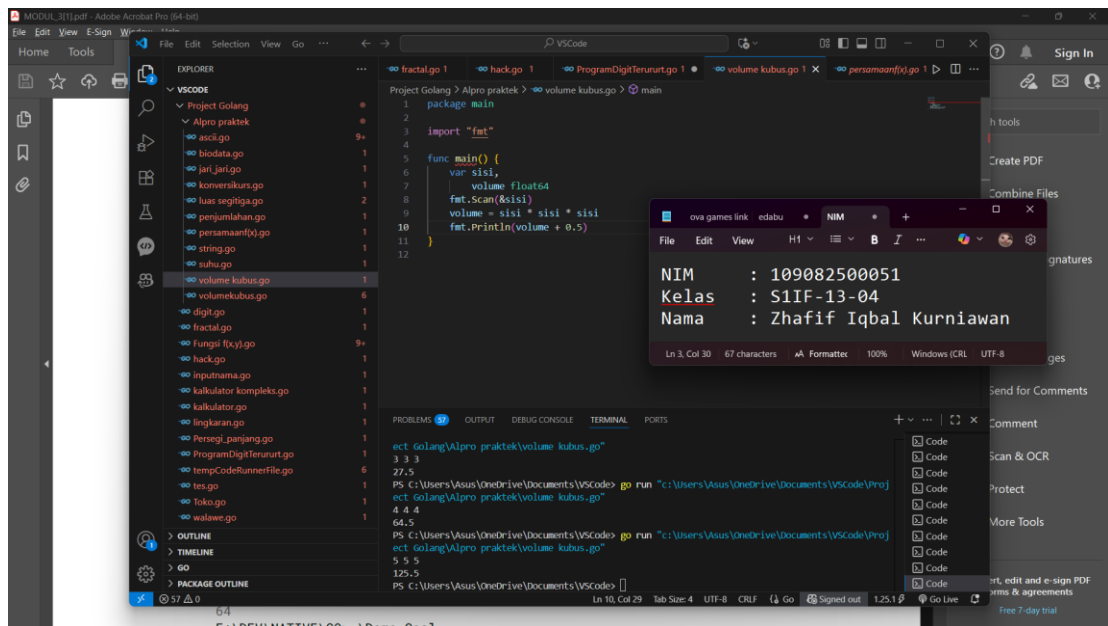 MODUL_3[1].pdf - Adobe Acrobat Pro (64-bit)
File Edit View E-Sign Window Help
Home Tools
Sign In
File Edit Selection View Go ···
VSCode
EXPLORER
VSCODE
Project Golang
Alpro praktek
ascii.go 9+
biodata.go 1
jari_jari.go 1
konversikurs.go 1
luas segitiga.go 2
penjumlahan.go 1
persamaanf(x).go 1
string.go 1
suhu.go 1
volume kubus.go 1
volumekubus.go 6
digit.go 1
fractal.go 1
Fungsi f(x,y).go 9+
hack.go 1
inputnama.go 1
kalkulator kompleks.go 1
kalkulator.go 1
lingkaran.go 1
Persegi_panjang.go 1
ProgramDigitTerururt.go 1
tempCodeRunnerFile.go 6
tes.go 1
Toko.go 1
walawe.go 1
OUTLINE
TIMELINE
GO
PACKAGE OUTLINE
fractal.go 1 hack.go 1 ProgramDigitTerururt.go 1 volume kubus.go 1 persamaanf(x).go 1
Project Golang > Alpro praktek > volume kubus.go > main
1 package main
2
3 import "fmt"
4
5 func main() {
6 var sisi,
7 volume float64
8 fmt.Scan(&sisi)
9 volume = sisi * sisi * sisi
10 fmt.Println(volume + 0.5)
11 }
12
ova games link edabu NIM
File Edit View H1 B I ···
NIM : 109082500051
Kelas : S1IF-13-04
Nama : Zhafif Iqbal Kurniawan
Ln 3, Col 30 67 characters Formattec 100% Windows (CRL UTF-8
PROBLEMS 57 OUTPUT DEBUG CONSOLE TERMINAL PORTS
ect Golang\Alpro praktek\volume kubus.go"
3 3 3
27.5
PS C:\Users\Asus\OneDrive\Documents\VSCode> go run "c:\Users\Asus\OneDrive\Documents\VSCode\Proj
ect Golang\Alpro praktek\volume kubus.go"
4 4 4
64.5
PS C:\Users\Asus\OneDrive\Documents\VSCode> go run "c:\Users\Asus\OneDrive\Documents\VSCode\Proj
ect Golang\Alpro praktek\volume kubus.go"
5 5 5
125.5
PS C:\Users\Asus\OneDrive\Documents\VSCode>
Code
Code
Code
Code
Code
Code
Code
Code
Code
Code
57 0
Ln 10, Col 29 Tab Size: 4 UTF-8 CRLF Go Signed out 1.25.1 Go Live
h tools
Create PDF
Combine Files
gnatures
ges
Send for Comments
Comment
Scan & OCR
Protect
More Tools
ert, edit and e-sign PDF
orms & agreements
Free 7-day trial
64